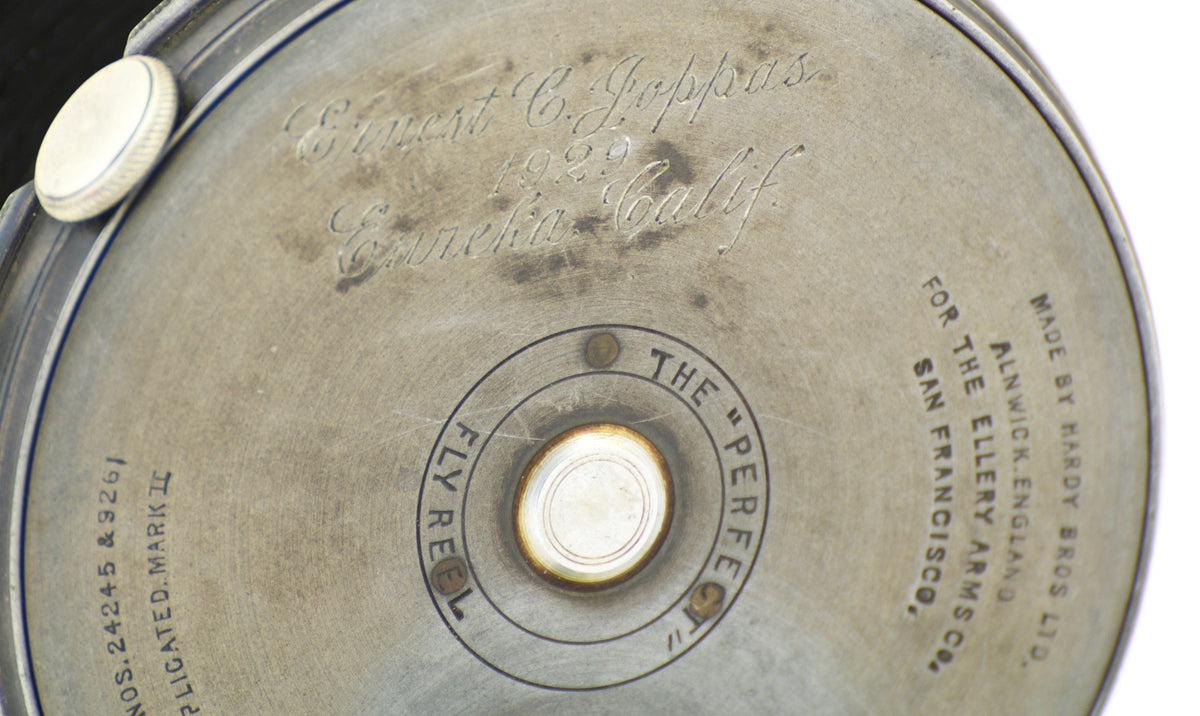 Ernest C. Joppas
1929
Eureka Calif.
THE "PERFECT"
FLY REEL
MADE BY HARDY BROS LTD.
ALNWICK.ENGLAND
FOR THE ELLERY ARMS CO,
SAN FRANCISCO,
NOS. 24245 & 9261
PLICATED. MARK II